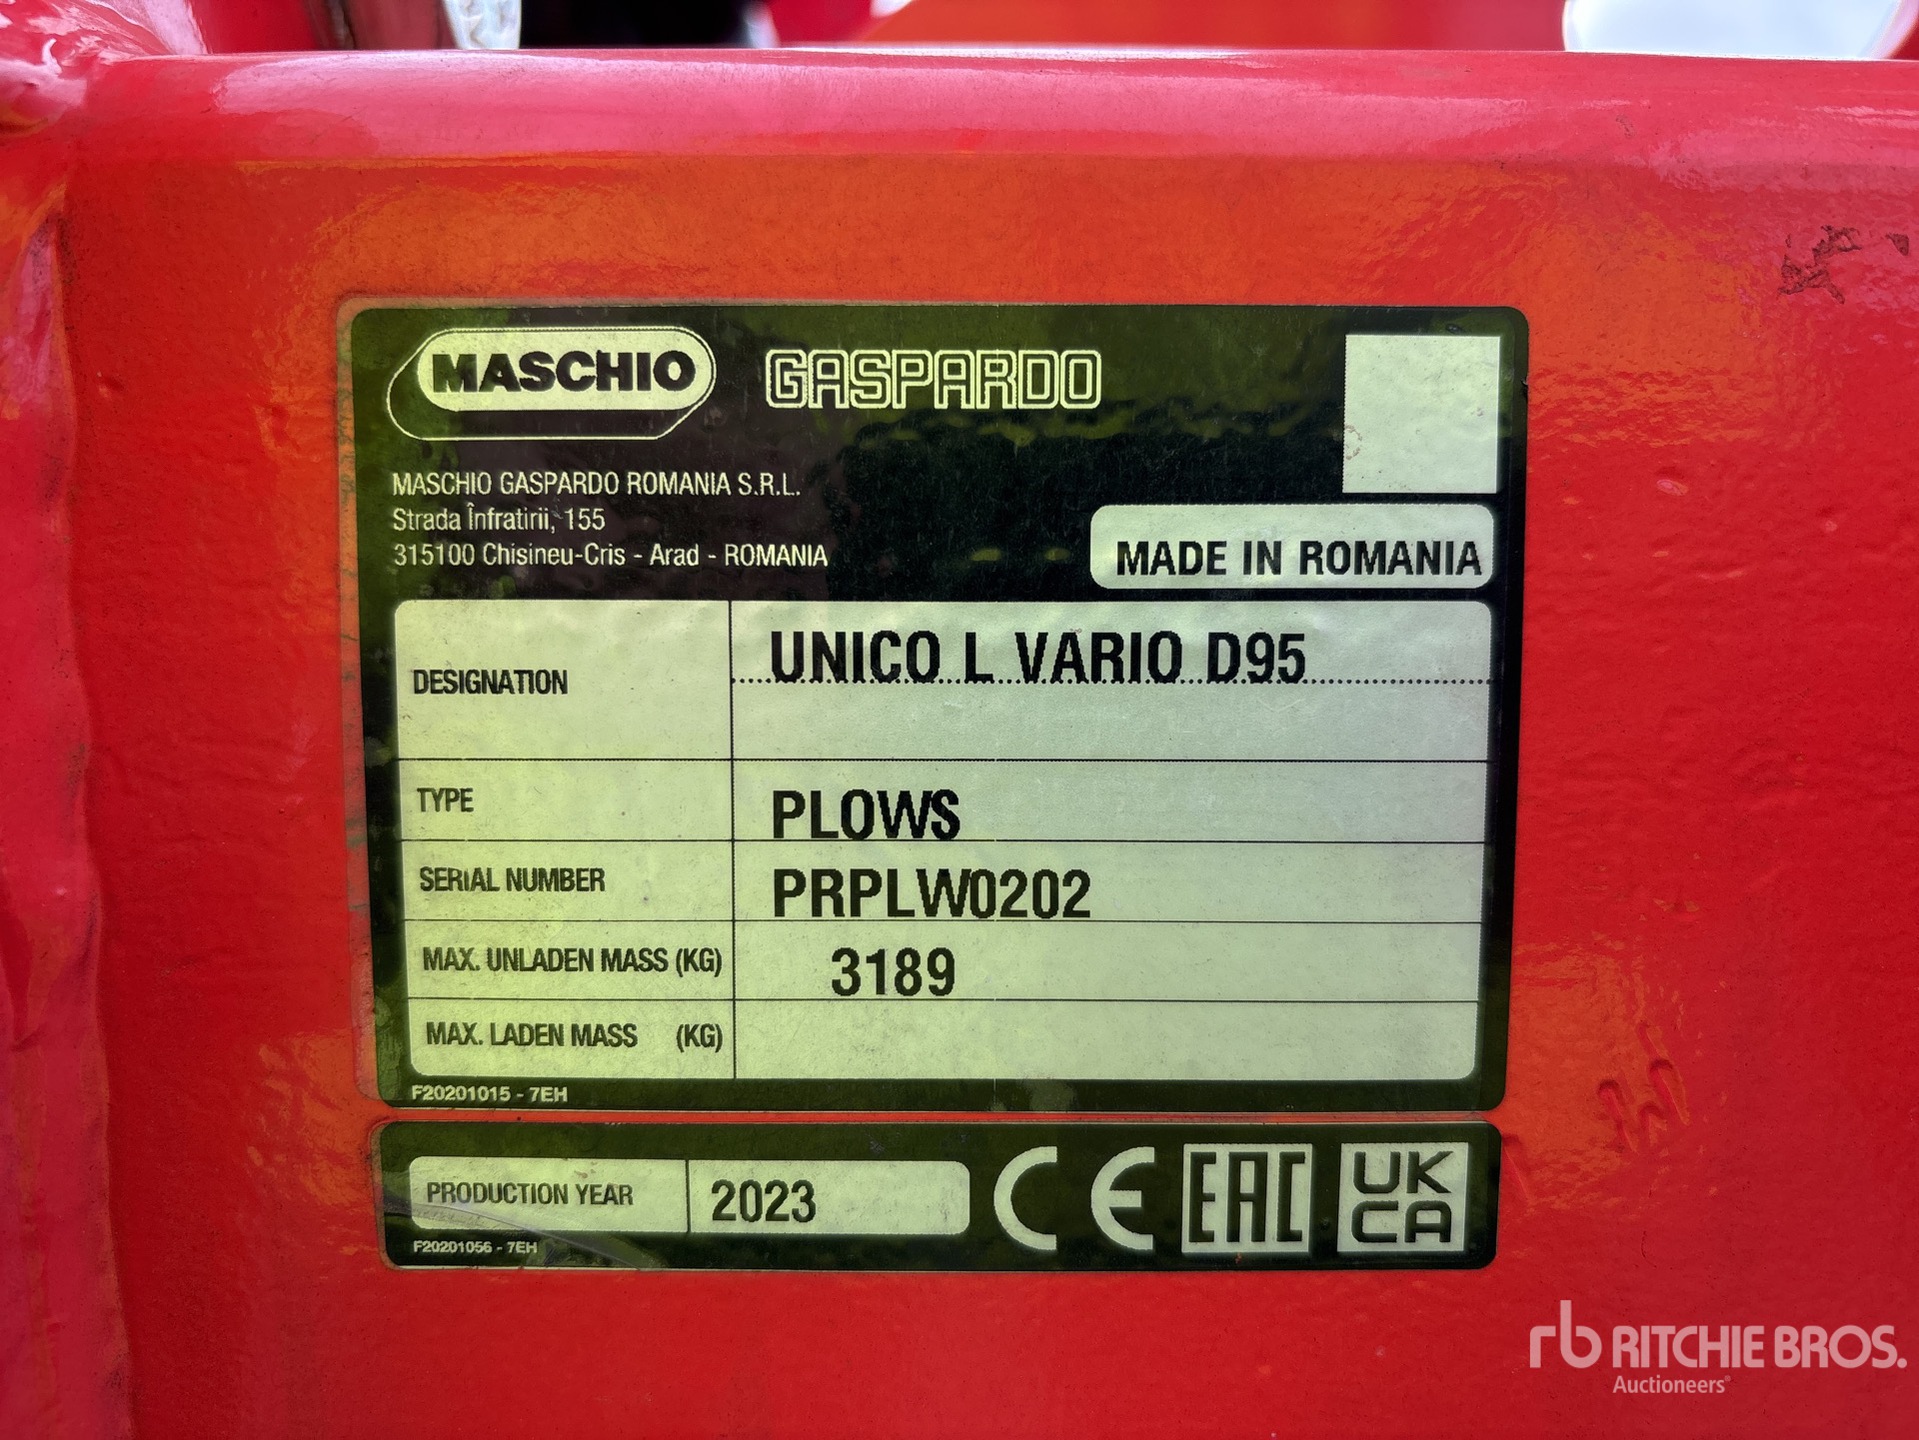 MASCHIO GASPARDO
MASCHIO GASPARDO ROMANIA S.R.L.
Strada Înfratirii, 155
315100 Chisineu-Cris - Arad - ROMANIA
MADE IN ROMANIA
DESIGNATION UNICO L VARIO D95
TYPE PLOWS
SERIAL NUMBER PRPLW0202
MAX. UNLADEN MASS (KG) 3189
MAX. LADEN MASS (KG)
F20201015 - 7EH
PRODUCTION YEAR 2023
CE EAC UK CA
F20201056 - 7EH
rb RITCHIE BROS.
Auctioneers®